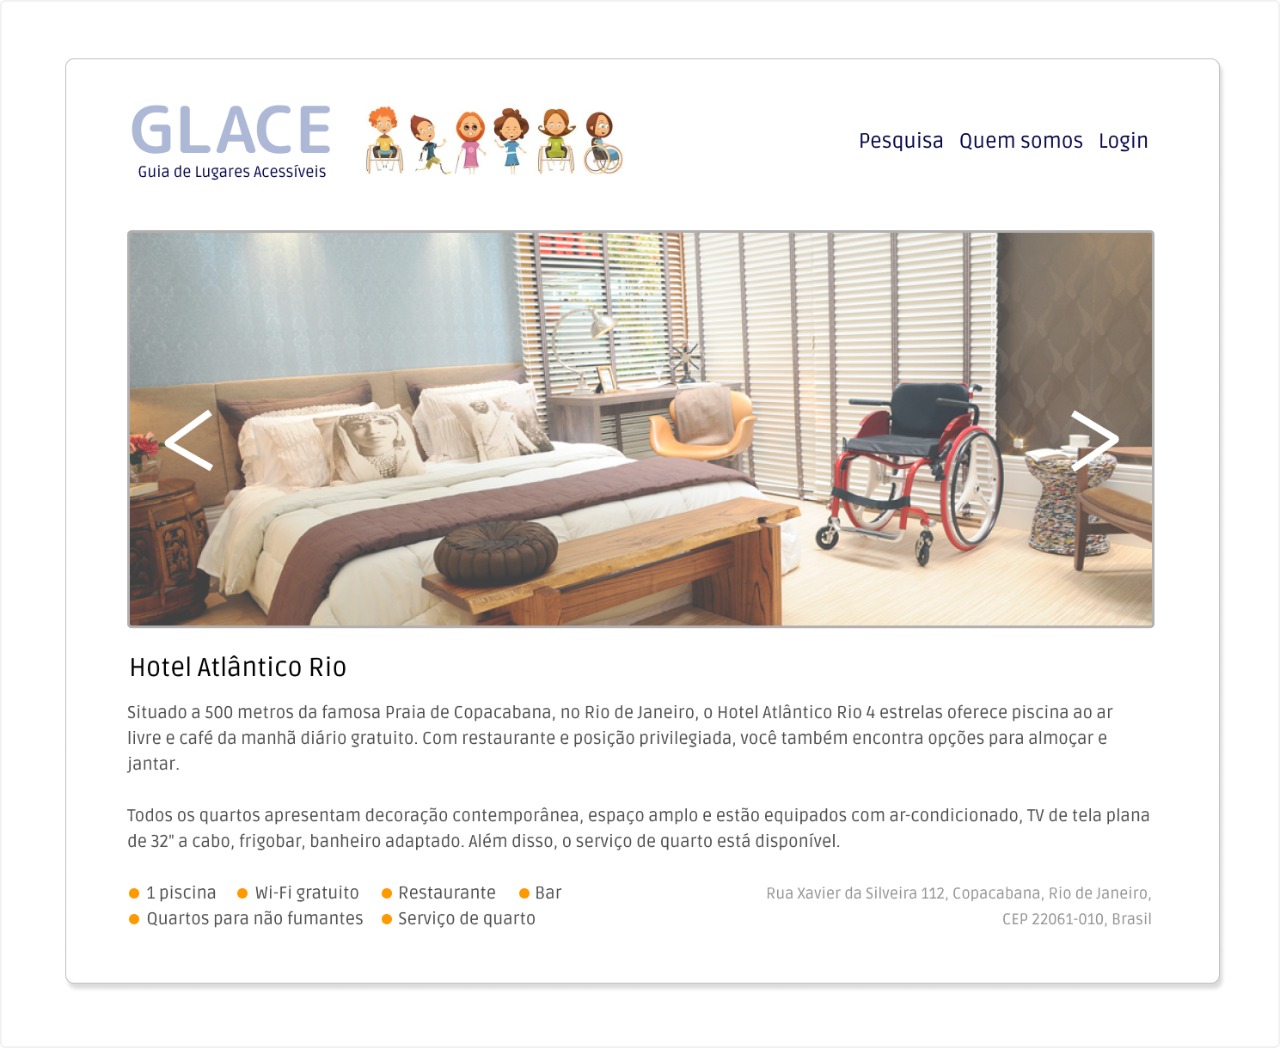 GLACE
Guia de Lugares Acessíveis
Pesquisa Quem somos Login
Hotel Atlântico Rio
Situado a 500 metros da famosa Praia de Copacabana, no Rio de Janeiro, o Hotel Atlântico Rio 4 estrelas oferece piscina ao ar
livre e café da manhã diário gratuito. Com restaurante e posição privilegiada, você também encontra opções para almoçar e
jantar.
Todos os quartos apresentam decoração contemporânea, espaço amplo e estão equipados com ar-condicionado, TV de tela plana
de 32" a cabo, frigobar, banheiro adaptado. Além disso, o serviço de quarto está disponível.
1 piscina Wi-Fi gratuito Restaurante Bar
Quartos para não fumantes Serviço de quarto
Rua Xavier da Silveira 112, Copacabana, Rio de Janeiro,
CEP 22061-010, Brasil